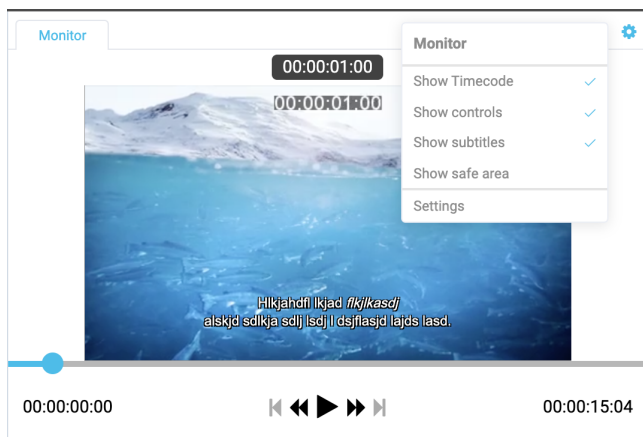 Monitor
00:00:01:00
00:00:01:00
Monitor
Show Timecode
Show controls
Show subtitles
Show safe area
Settings
Hlkjahdfl lkjad flkjlkasdj
alskjd sdlkja sdlj lsdj l dsjflasjd lajds lasd.
00:00:00:00
00:00:15:04